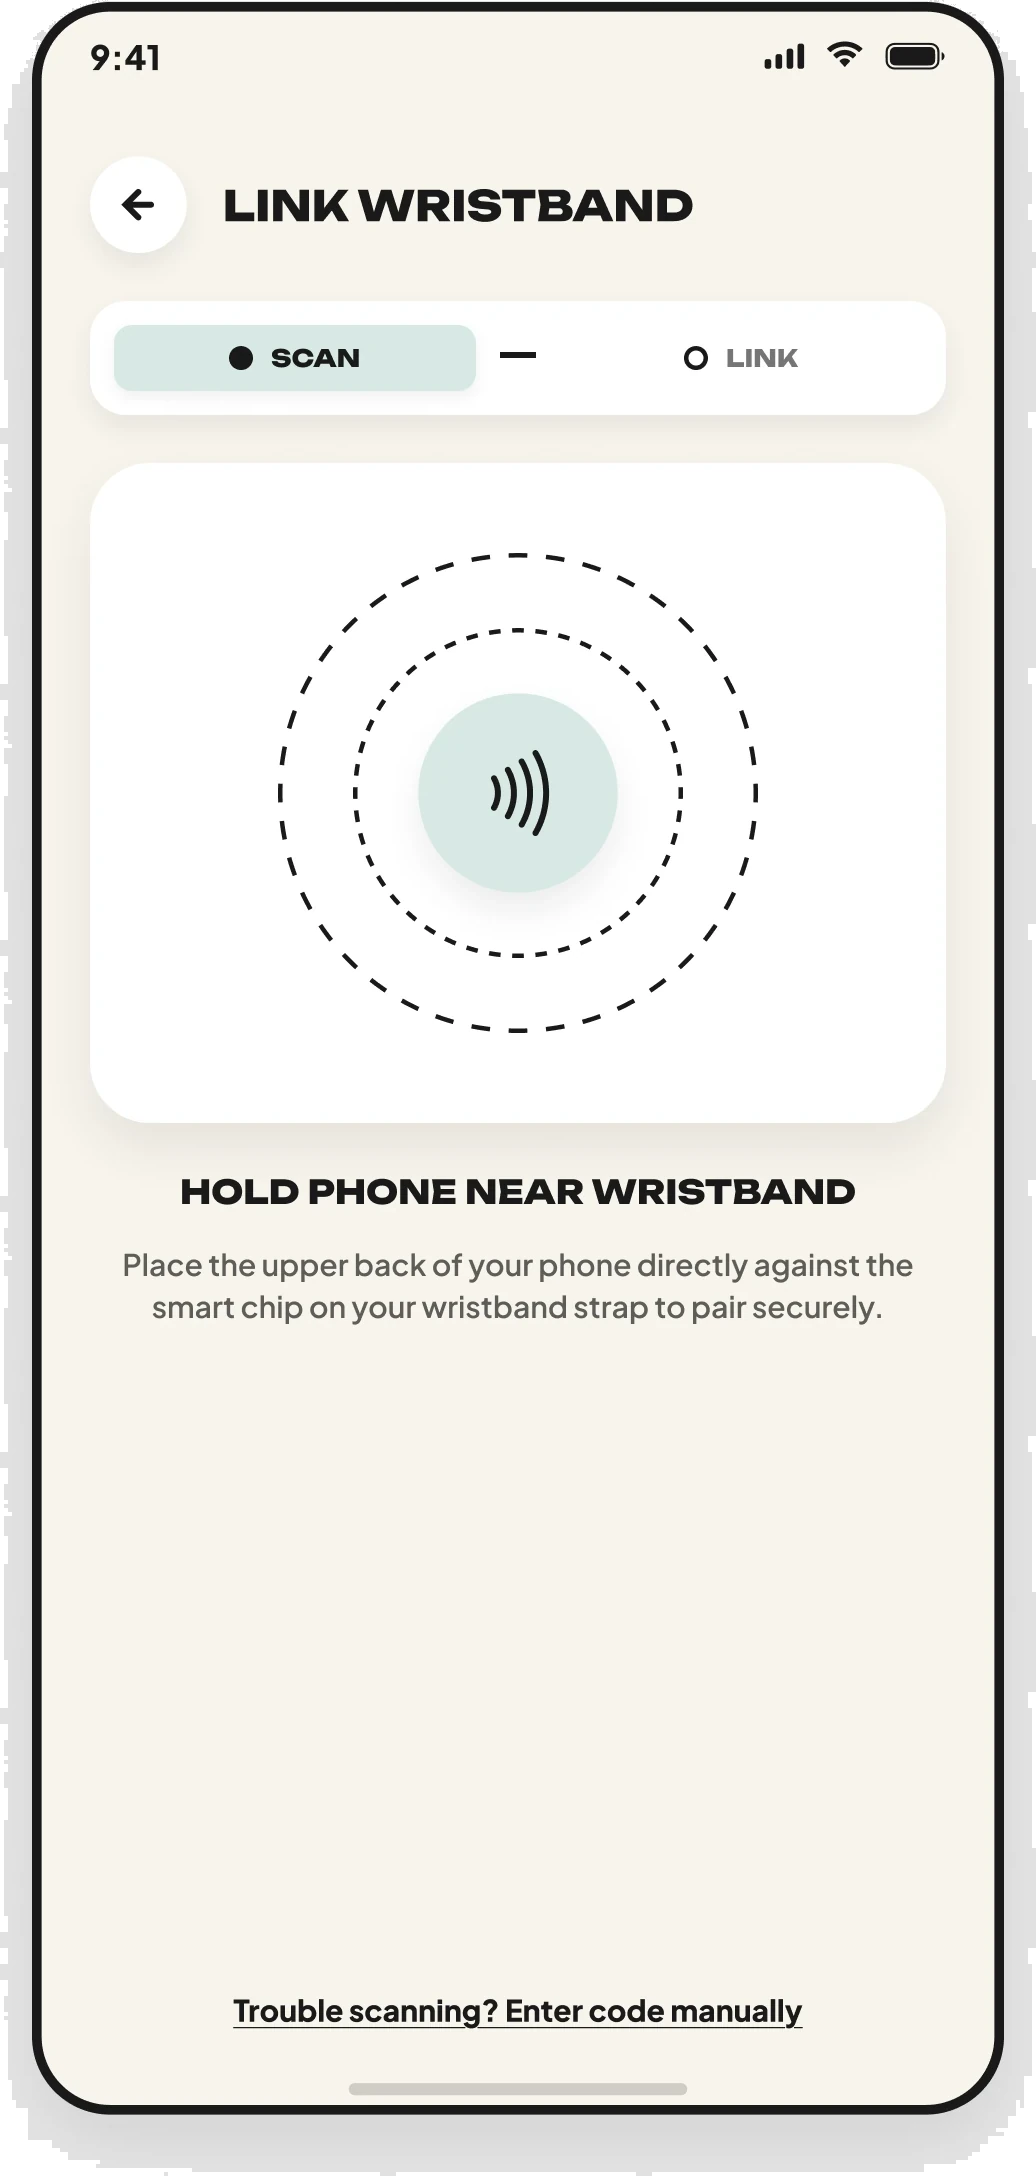 9:41
LINK WRISTBAND
SCAN
LINK
HOLD PHONE NEAR WRISTBAND
Place the upper back of your phone directly against the
smart chip on your wristband strap to pair securely.
Trouble scanning? Enter code manually